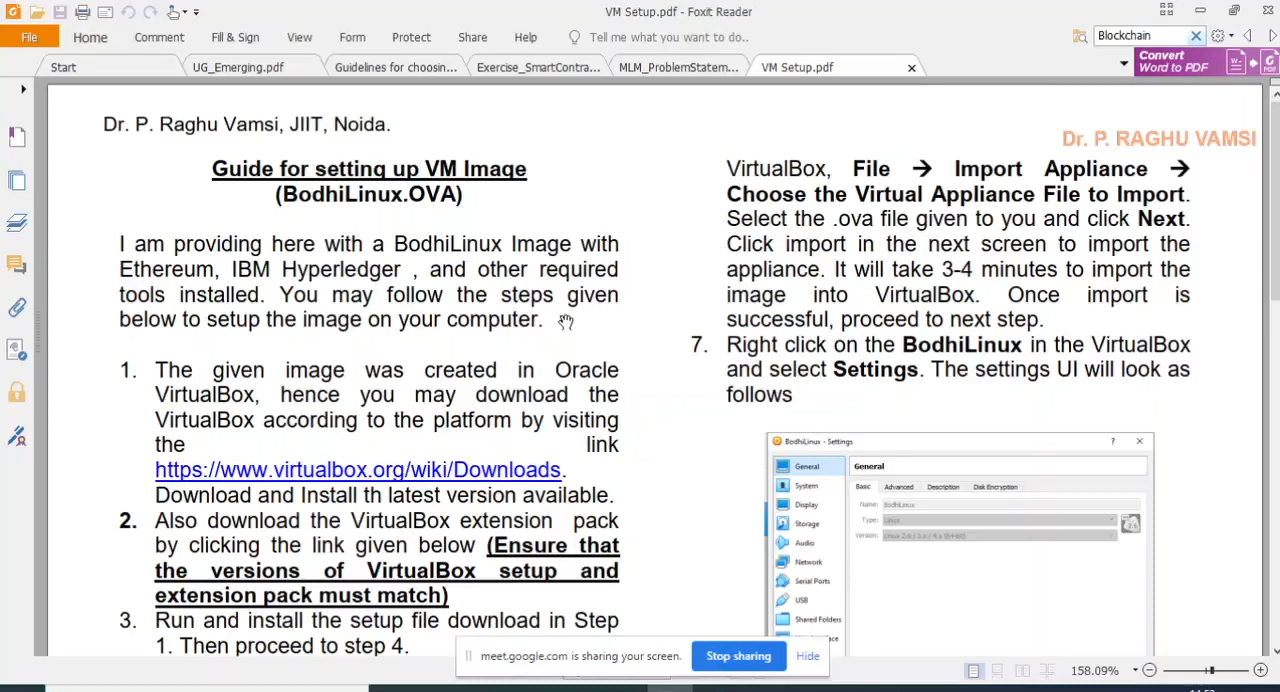 VM Setup.pdf - Foxit Reader
File Home Comment Fill & Sign View Form Protect Share Help Tell me what you want to do.. Blockchain
Start UG_Emerging.pdf Guidelines for choosin... Exercise_SmartContra... MLM_ProblemStatem... VM Setup.pdf
Convert
Word to PDF
Dr. P. Raghu Vamsi, JIIT, Noida.
Dr. P. RAGHU VAMSI
Guide for setting up VM Image
(BodhiLinux.OVA)
I am providing here with a BodhiLinux Image with
Ethereum, IBM Hyperledger , and other required
tools installed. You may follow the steps given
below to setup the image on your computer.
1. The given image was created in Oracle
VirtualBox, hence you may download the
VirtualBox according to the platform by visiting
the link
https://www.virtualbox.org/wiki/Downloads.
Download and Install th latest version available.
2. Also download the VirtualBox extension pack
by clicking the link given below (Ensure that
the versions of VirtualBox setup and
extension pack must match)
3. Run and install the setup file download in Step
1. Then proceed to step 4.
VirtualBox, File → Import Appliance →
Choose the Virtual Appliance File to Import.
Select the .ova file given to you and click Next.
Click import in the next screen to import the
appliance. It will take 3-4 minutes to import the
image into VirtualBox. Once import is
successful, proceed to next step.
7. Right click on the BodhiLinux in the VirtualBox
and select Settings. The settings UI will look as
follows
BodhiLinux - Settings
General
System
Display
Storage
Audio
Network
Serial Ports
USB
Shared Folders
General
Basic Advanced Description Disk Encryption
Name: BodhiLinux
Type: Linux
Version: Linux 2.6 / 3.x / 4.x (64-bit)
meet.google.com is sharing your screen. Stop sharing Hide
158.09%